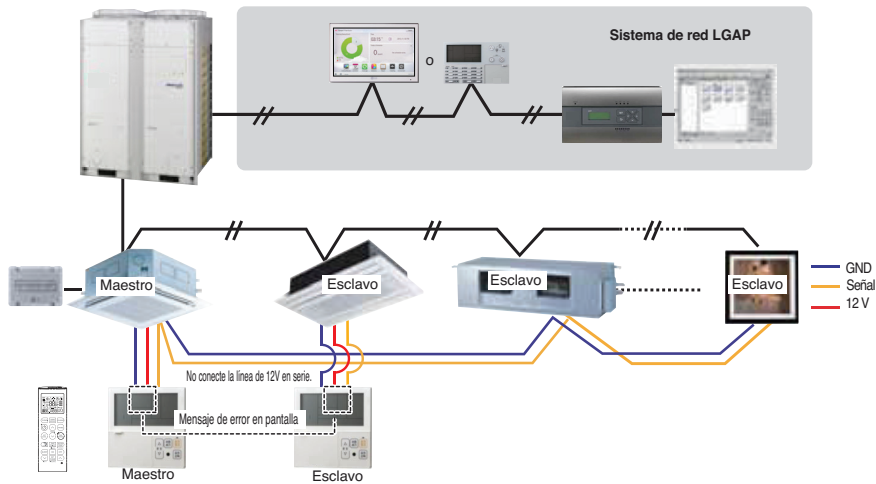 Sistema de red LGAP
o
Maestro
Esclavo
Esclavo
Esclavo
GND
Señal
12 V
No conecte la línea de 12V en serie.
Mensaje de error en pantalla
Maestro
Esclavo